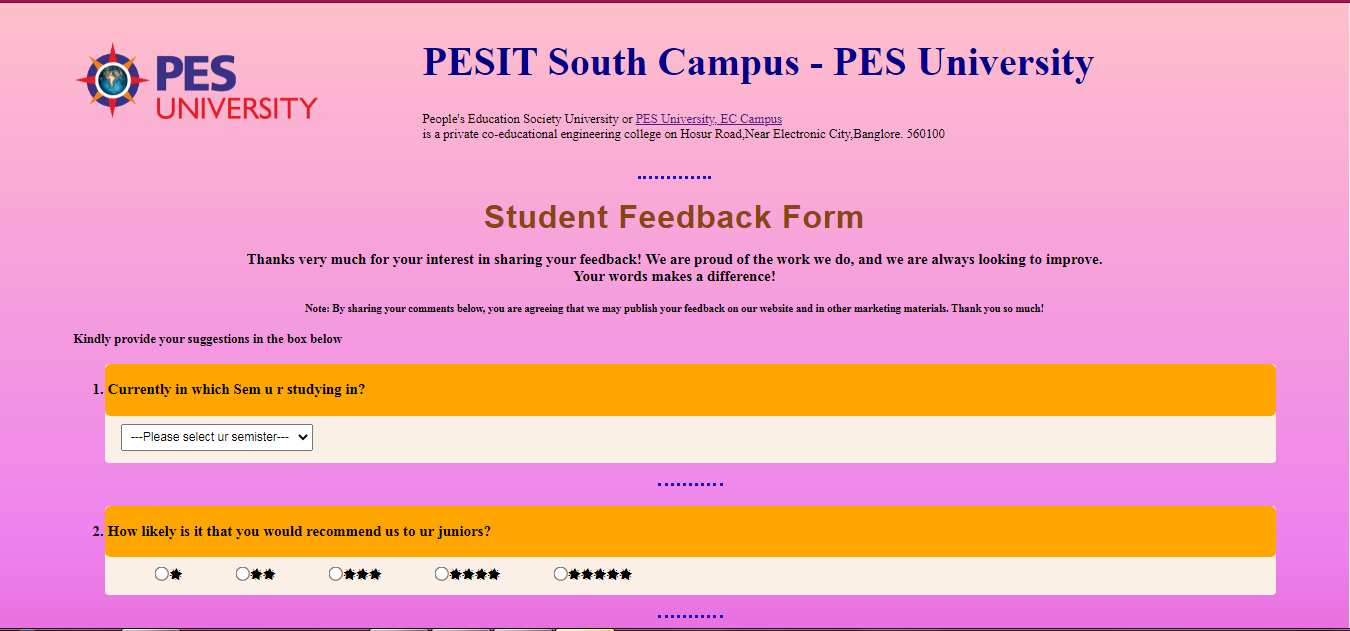 PES
UNIVERSITY
PESIT South Campus - PES University
People's Education Society University or PES University, EC Campus
is a private co-educational engineering college on Hosur Road,Near Electronic City,Banglore. 560100
Student Feedback Form
Thanks very much for your interest in sharing your feedback! We are proud of the work we do, and we are always looking to improve.
Your words makes a difference!
Note: By sharing your comments below, you are agreeing that we may publish your feedback on our website and in other marketing materials. Thank you so much!
Kindly provide your suggestions in the box below
1. Currently in which Sem u r studying in?
---Please select ur semister---
2. How likely is it that you would recommend us to ur juniors?